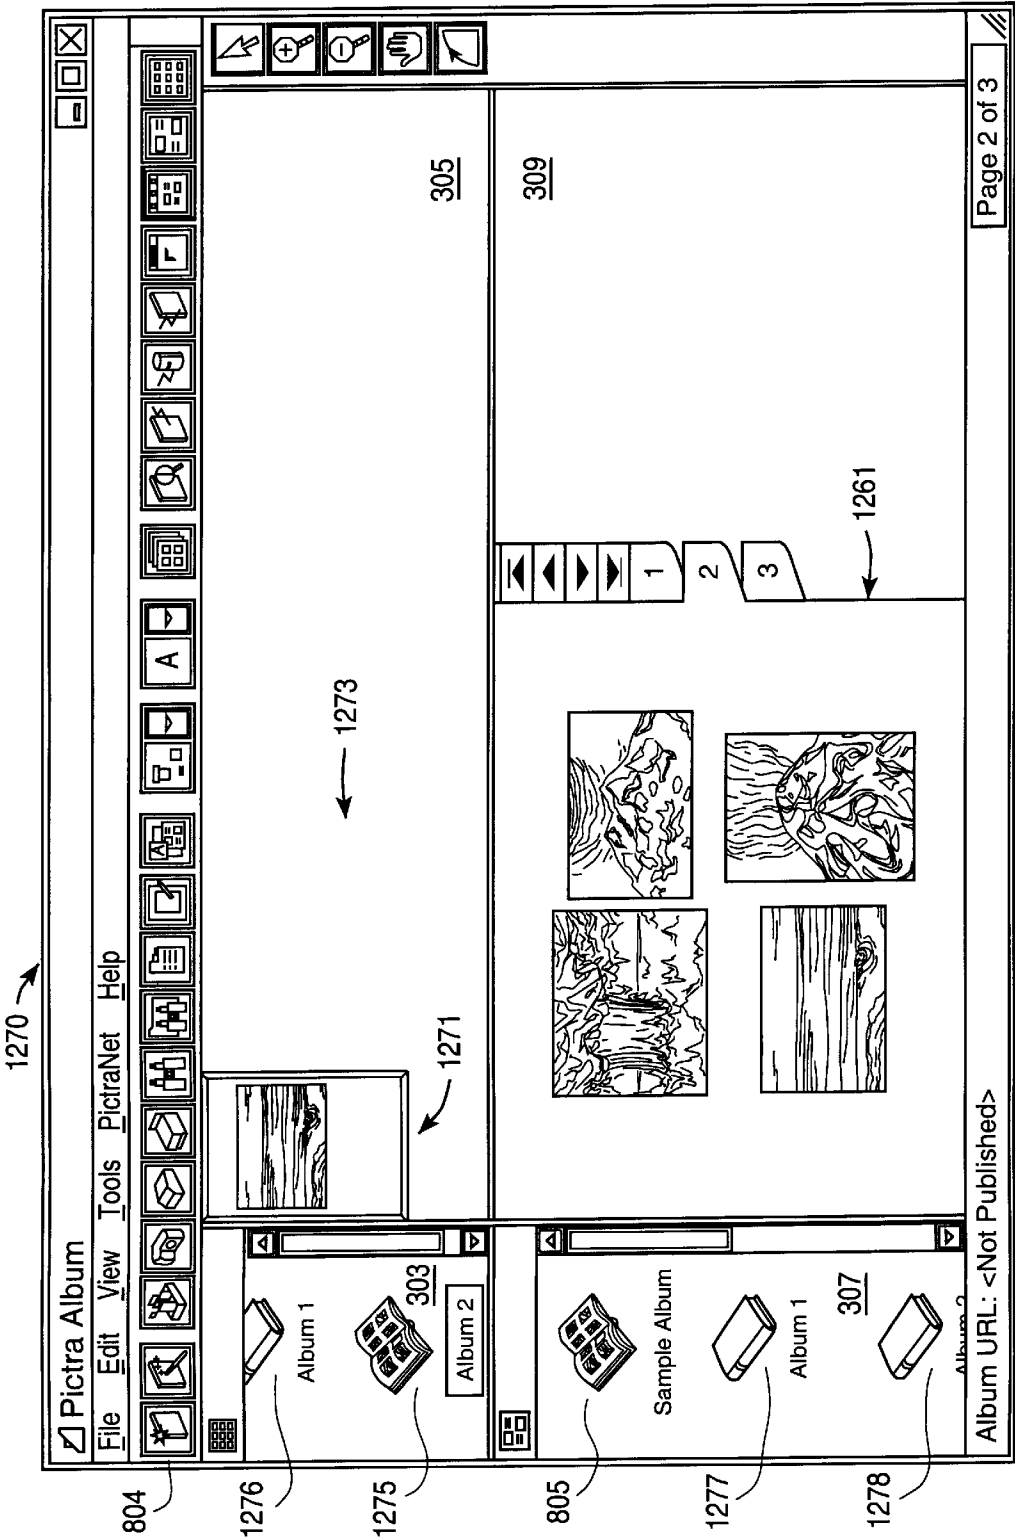 1270
Pictra Album
File Edit View Tools PictraNet Help
804
A
1276
Album 1
1275
303
Album 2
1271
1273
305
805
Sample Album
1277
Album 1
307
1278
Album 2
1
2
3
1261
309
Album URL: <Not Published>
Page 2 of 3